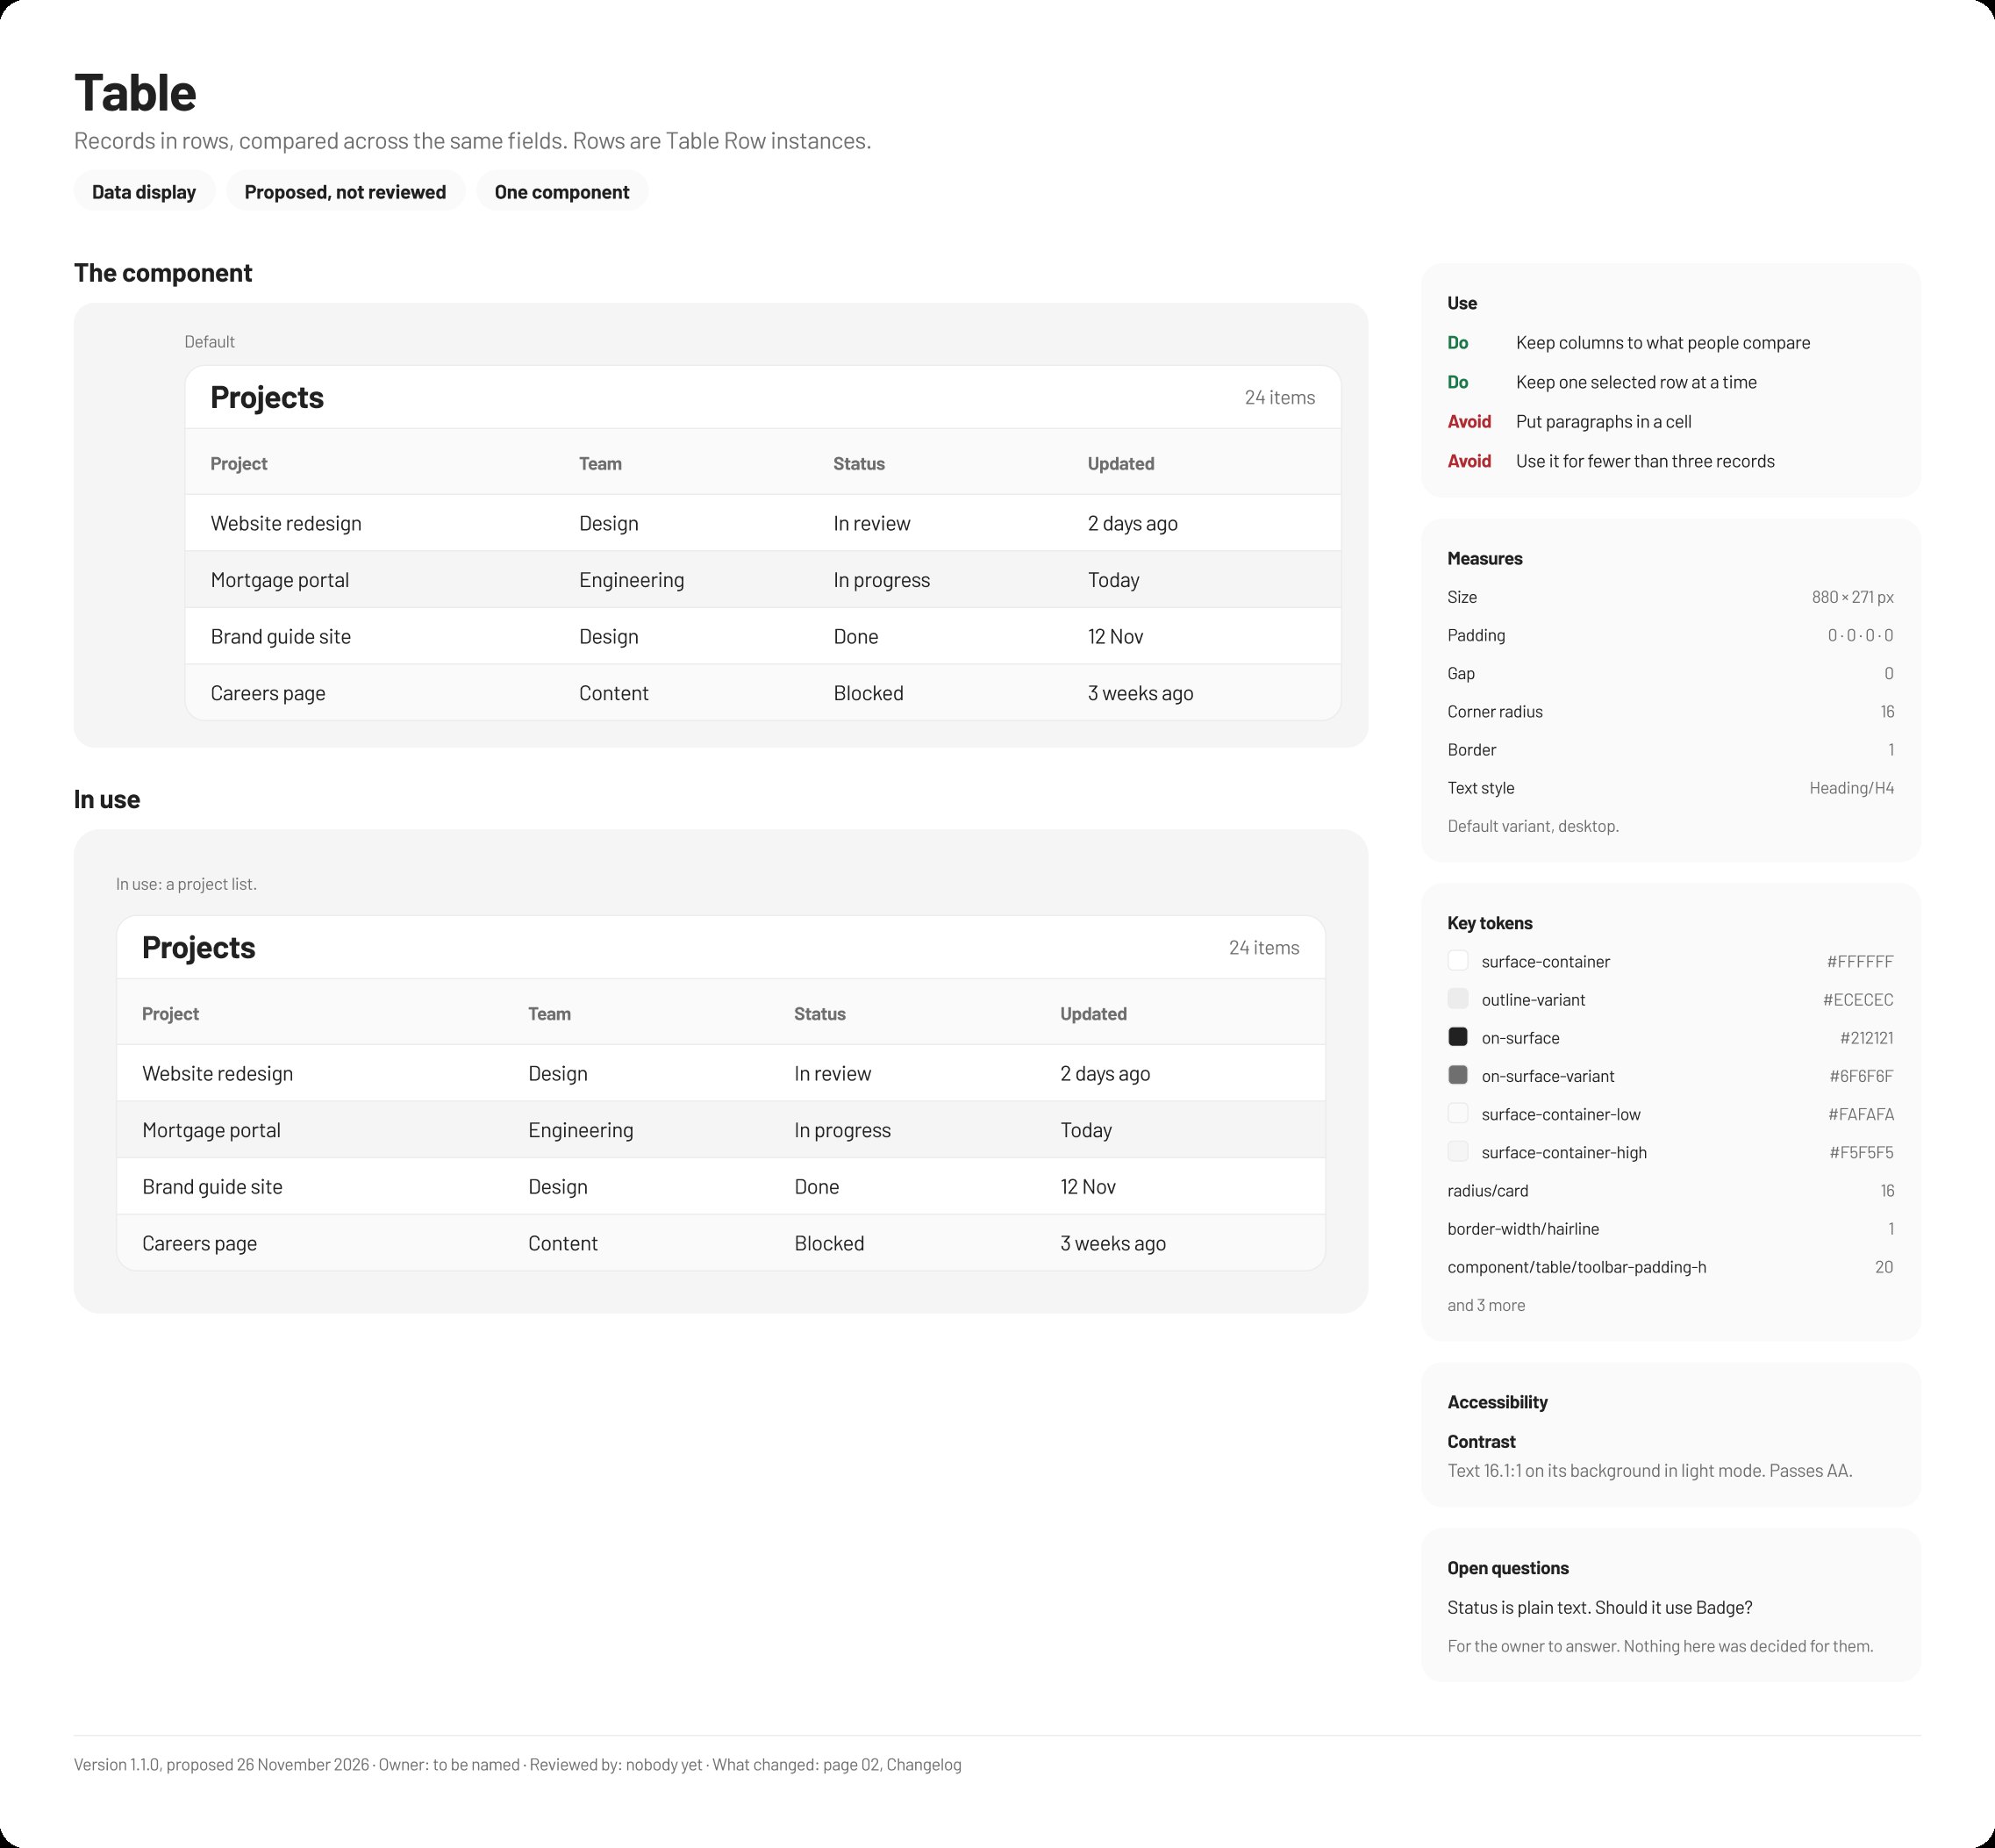 Table
Records in rows, compared across the same fields. Rows are Table Row instances.
Data display
Proposed, not reviewed
One component
The component
Default
Projects
24 items
Project Team Status Updated
Website redesign Design In review 2 days ago
Mortgage portal Engineering In progress Today
Brand guide site Design Done 12 Nov
Careers page Content Blocked 3 weeks ago
In use
In use: a project list.
Projects
24 items
Project Team Status Updated
Website redesign Design In review 2 days ago
Mortgage portal Engineering In progress Today
Brand guide site Design Done 12 Nov
Careers page Content Blocked 3 weeks ago
Use
Do Keep columns to what people compare
Do Keep one selected row at a time
Avoid Put paragraphs in a cell
Avoid Use it for fewer than three records
Measures
Size 880 × 271 px
Padding 0 · 0 · 0 · 0
Gap 0
Corner radius 16
Border 1
Text style Heading/H4
Default variant, desktop.
Key tokens
surface-container #FFFFFF
outline-variant #ECECEC
on-surface #212121
on-surface-variant #6F6F6F
surface-container-low #FAFAFA
surface-container-high #F5F5F5
radius/card 16
border-width/hairline 1
component/table/toolbar-padding-h 20
and 3 more
Accessibility
Contrast
Text 16.1:1 on its background in light mode. Passes AA.
Open questions
Status is plain text. Should it use Badge?
For the owner to answer. Nothing here was decided for them.
Version 1.1.0, proposed 26 November 2026 · Owner: to be named · Reviewed by: nobody yet · What changed: page 02, Changelog